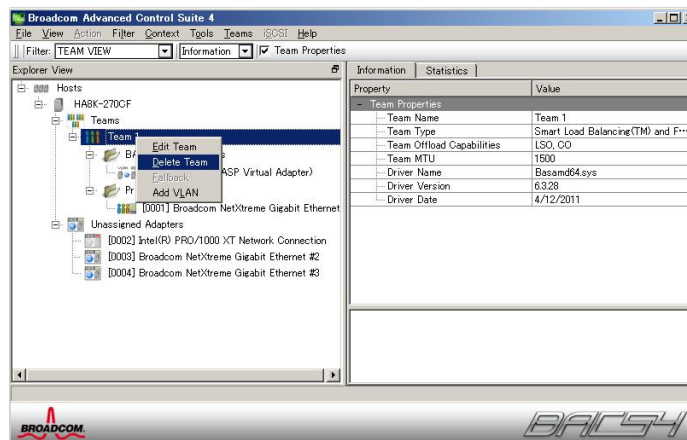 Broadcom Advanced Control Suite 4
File View Action Filter Context Tools Teams iSCSI Help
Filter: TEAM VIEW Information Team Properties
Explorer View
Information Statistics
Hosts
HA8K-270CF
Teams
Team
Edit Team
Delete Team
Fallback
Add VLAN
BA
s
ASP Virtual Adapter)
Pr
[0001] Broadcom NetXtreme Gigabit Ethernet
Unassigned Adapters
[0002] Intel(R) PRO/1000 XT Network Connection
[0003] Broadcom NetXtreme Gigabit Ethernet #2
[0004] Broadcom NetXtreme Gigabit Ethernet #3
Property Value
Team Properties
Team Name Team 1
Team Type Smart Load Balancing(TM) and F…
Team Offload Capabilities LSO, CO
Team MTU 1500
Driver Name Basamd64.sys
Driver Version 6.3.28
Driver Date 4/12/2011
BROADCOM.
BACS4